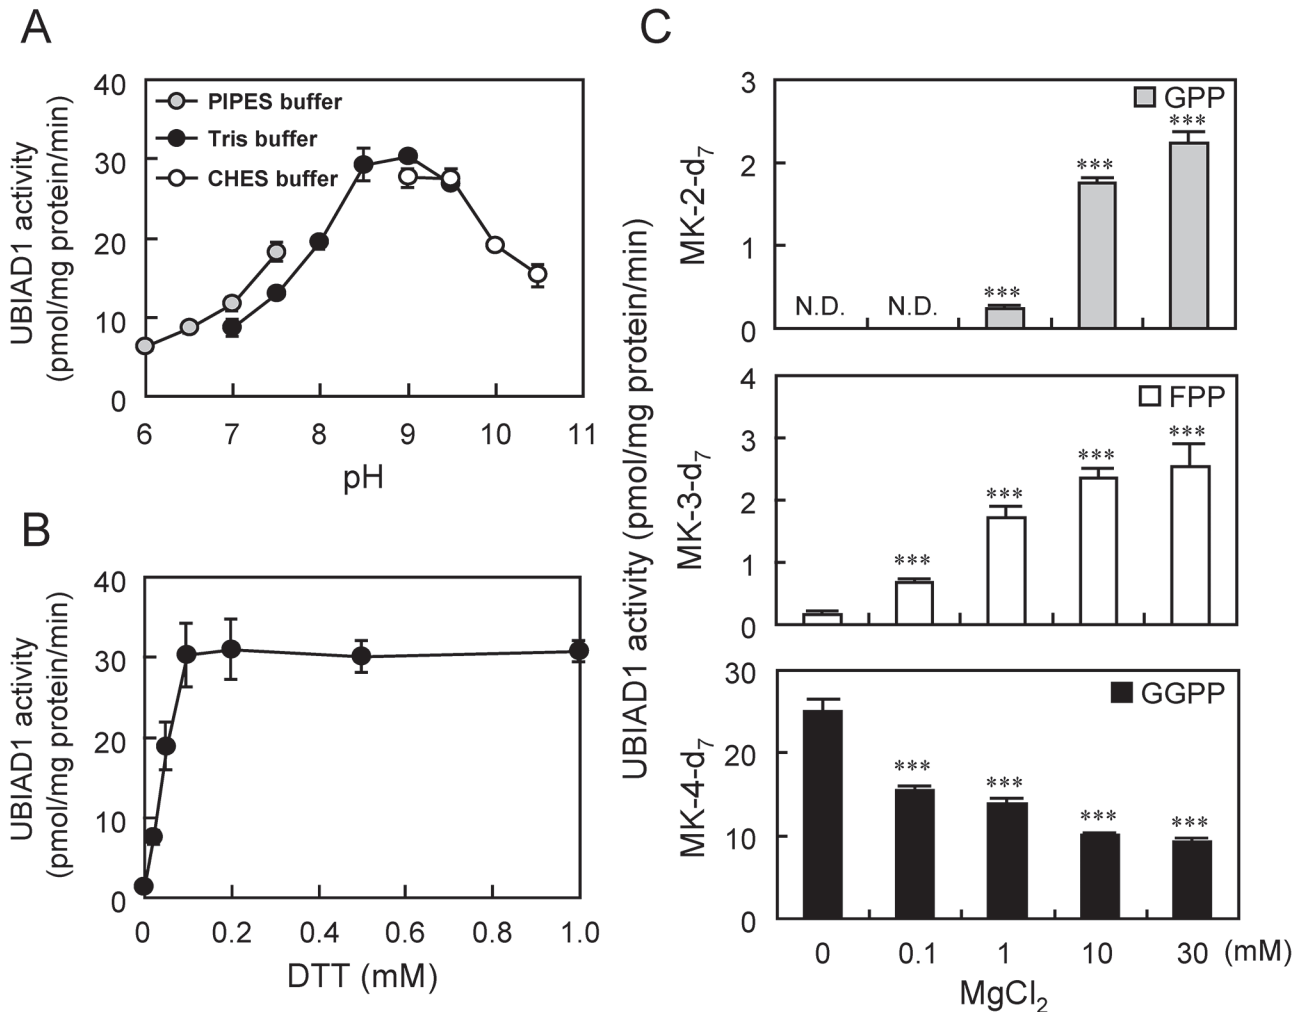 A
UBIAD1 activity
(pmol/mg protein/min)
40
30
20
10
0
PIPES buffer
Tris buffer
CHES buffer
6 7 8 9 10 11
pH
B
UBIAD1 activity
(pmol/mg protein/min)
40
30
20
10
0
0 0.2 0.4 0.6 0.8 1.0
DTT (mM)
C
UBIAD1 activity (pmol/mg protein/min)
MK-2-d7
3
2
1
0
GPP
N.D. N.D. *** *** ***
MK-3-d7
4
3
2
1
0
FPP
*** *** *** ***
MK-4-d7
30
20
10
0
GGPP
*** *** *** ***
0 0.1 1 10 30 (mM)
MgCl2